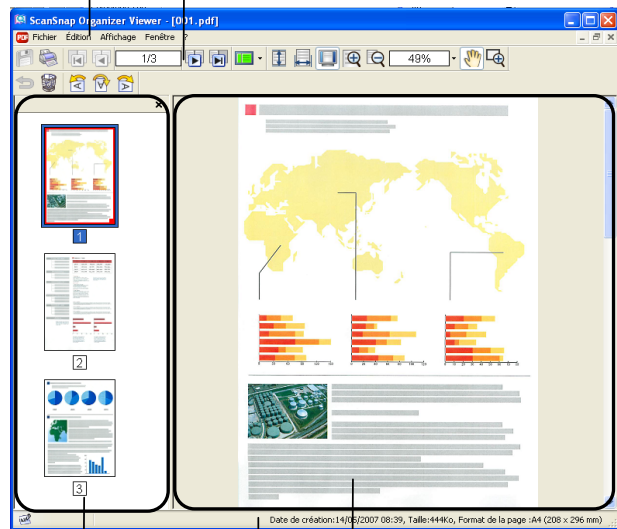 ScanSnap Organizer Viewer - [001.pdf]
PDF Fichier Édition Affichage Fenêtre ?
1/3
49%
1
2
3
Date de création:14/05/2007 08:39, Taille:444Ko, Format de la page :A4 (208 x 296 mm)